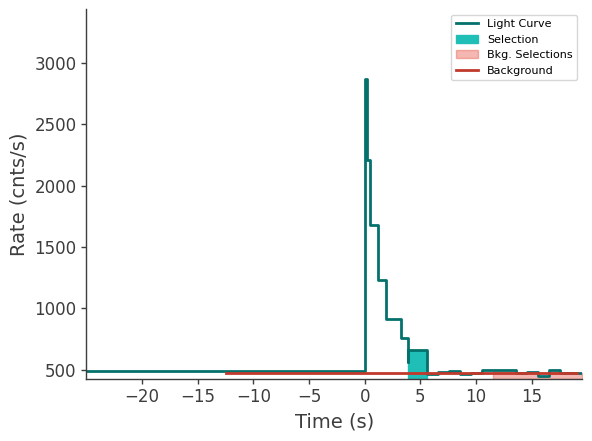 Light Curve
Selection
Bkg. Selections
Background
Rate (cnts/s)
3000
2500
2000
1500
1000
500
−20 −15 −10 −5 0 5 10 15
Time (s)